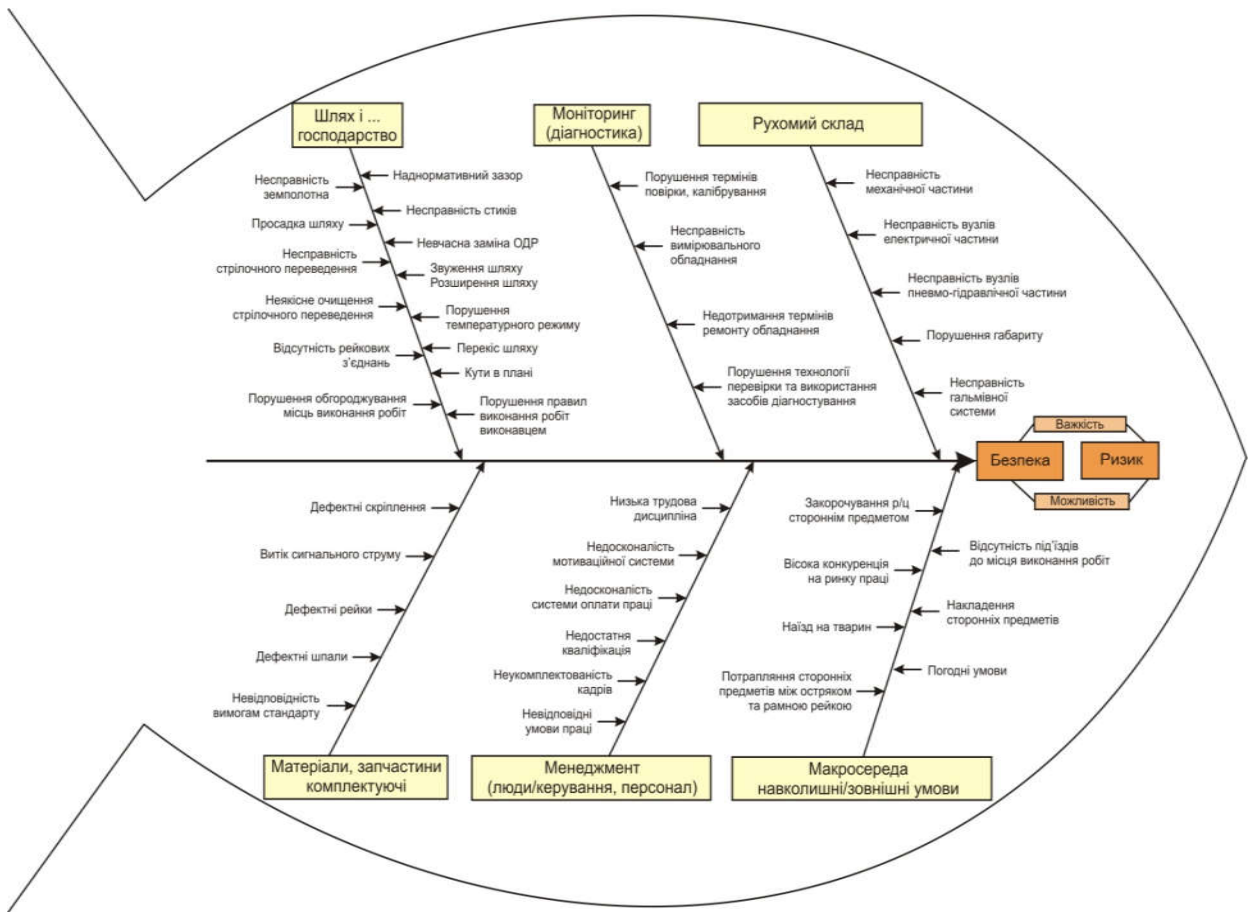 Шлях і ...
господарство
Моніторинг
(діагностика)
Рухомий склад
Несправність
земполотна
Просадка шляху
Несправність
стрілочного переведення
Неякісне очищення
стрілочного переведення
Відсутність рейкових
з’єднань
Порушення обгороджування
місць виконання робіт
Наднормативний зазор
Несправність стиків
Невчасна заміна ОДР
Звуження шляху
Розширення шляху
Порушення
температурного режиму
Перекіс шляху
Кути в плані
Порушення правил
виконання робіт
виконавцем
Порушення термінів
повірки, калібрування
Несправність
вимірювального
обладнання
Недотримання термінів
ремонту обладнання
Порушення технології
перевірки та використання
засобів діагностування
Несправність
механічної частини
Несправність вузлів
електричної частини
Несправність вузлів
пневмо-гідравлічної частини
Порушення габариту
Несправність
гальмівної
системи
Важкість
Безпека
Ризик
Можливість
Дефектні скріплення
Витік сигнального струму
Дефектні рейки
Дефектні шпали
Невідповідність
вимогам стандарту
Низька трудова
дисципліна
Недосконалість
мотиваційної системи
Недосконалість
системи оплати праці
Недостатня
кваліфікація
Неукомплектованість
кадрів
Невідповідні
умови праці
Закорочування р/ц
стороннім предметом
Вісока конкуренція
на ринку праці
Наїзд на тварин
Потрапляння сторонніх
предметів між остряком
та рамною рейкою
Відсутність під’їздів
до місця виконання робіт
Накладення
сторонніх предметів
Погодні умови
Матеріали, запчастини
комплектуючі
Менеджмент
(люди/керування, персонал)
Макросереда
навколишні/зовнішні умови